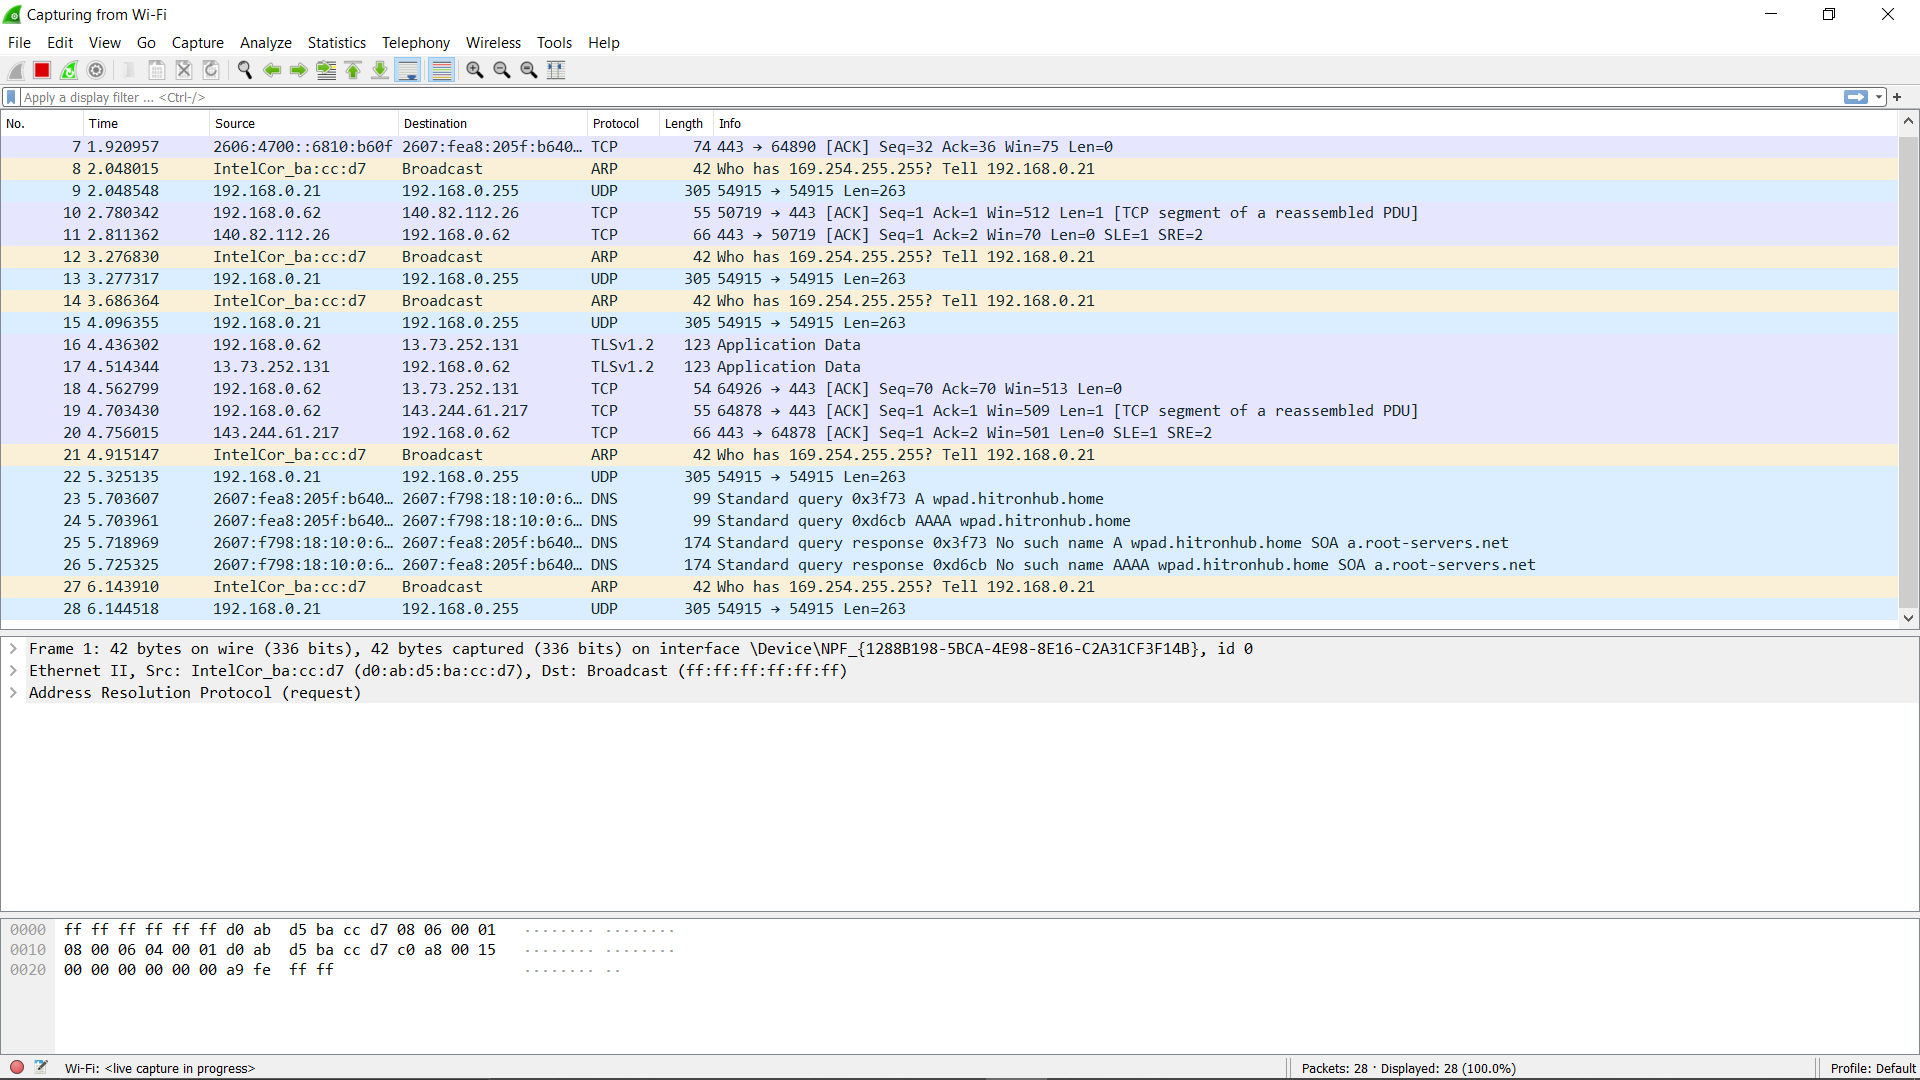 Capturing from Wi-Fi
File Edit View Go Capture Analyze Statistics Telephony Wireless Tools Help
Apply a display filter ... <Ctrl-/>
No. Time Source Destination Protocol Length Info
7 1.920957 2606:4700::6810:b60f 2607:fea8:205f:b640… TCP 74 443 → 64890 [ACK] Seq=32 Ack=36 Win=75 Len=0
8 2.048015 IntelCor_ba:cc:d7 Broadcast ARP 42 Who has 169.254.255.255? Tell 192.168.0.21
9 2.048548 192.168.0.21 192.168.0.255 UDP 305 54915 → 54915 Len=263
10 2.780342 192.168.0.62 140.82.112.26 TCP 55 50719 → 443 [ACK] Seq=1 Ack=1 Win=512 Len=1 [TCP segment of a reassembled PDU]
11 2.811362 140.82.112.26 192.168.0.62 TCP 66 443 → 50719 [ACK] Seq=1 Ack=2 Win=70 Len=0 SLE=1 SRE=2
12 3.276830 IntelCor_ba:cc:d7 Broadcast ARP 42 Who has 169.254.255.255? Tell 192.168.0.21
13 3.277317 192.168.0.21 192.168.0.255 UDP 305 54915 → 54915 Len=263
14 3.686364 IntelCor_ba:cc:d7 Broadcast ARP 42 Who has 169.254.255.255? Tell 192.168.0.21
15 4.096355 192.168.0.21 192.168.0.255 UDP 305 54915 → 54915 Len=263
16 4.436302 192.168.0.62 13.73.252.131 TLSv1.2 123 Application Data
17 4.514344 13.73.252.131 192.168.0.62 TLSv1.2 123 Application Data
18 4.562799 192.168.0.62 13.73.252.131 TCP 54 64926 → 443 [ACK] Seq=70 Ack=70 Win=513 Len=0
19 4.703430 192.168.0.62 143.244.61.217 TCP 55 64878 → 443 [ACK] Seq=1 Ack=1 Win=509 Len=1 [TCP segment of a reassembled PDU]
20 4.756015 143.244.61.217 192.168.0.62 TCP 66 443 → 64878 [ACK] Seq=1 Ack=2 Win=501 Len=0 SLE=1 SRE=2
21 4.915147 IntelCor_ba:cc:d7 Broadcast ARP 42 Who has 169.254.255.255? Tell 192.168.0.21
22 5.325135 192.168.0.21 192.168.0.255 UDP 305 54915 → 54915 Len=263
23 5.703607 2607:fea8:205f:b640… 2607:f798:18:10:0:6… DNS 99 Standard query 0x3f73 A wpad.hitronhub.home
24 5.703961 2607:fea8:205f:b640… 2607:f798:18:10:0:6… DNS 99 Standard query 0xd6cb AAAA wpad.hitronhub.home
25 5.718969 2607:f798:18:10:0:6… 2607:fea8:205f:b640… DNS 174 Standard query response 0x3f73 No such name A wpad.hitronhub.home SOA a.root-servers.net
26 5.725325 2607:f798:18:10:0:6… 2607:fea8:205f:b640… DNS 174 Standard query response 0xd6cb No such name AAAA wpad.hitronhub.home SOA a.root-servers.net
27 6.143910 IntelCor_ba:cc:d7 Broadcast ARP 42 Who has 169.254.255.255? Tell 192.168.0.21
28 6.144518 192.168.0.21 192.168.0.255 UDP 305 54915 → 54915 Len=263
Frame 1: 42 bytes on wire (336 bits), 42 bytes captured (336 bits) on interface \Device\NPF_{1288B198-5BCA-4E98-8E16-C2A31CF3F14B}, id 0
Ethernet II, Src: IntelCor_ba:cc:d7 (d0:ab:d5:ba:cc:d7), Dst: Broadcast (ff:ff:ff:ff:ff:ff)
Address Resolution Protocol (request)
0000 ff ff ff ff ff ff d0 ab d5 ba cc d7 08 06 00 01 ········ ········
0010 08 00 06 04 00 01 d0 ab d5 ba cc d7 c0 a8 00 15 ········ ········
0020 00 00 00 00 00 00 a9 fe ff ff ········ ··
Wi-Fi: <live capture in progress> Packets: 28 · Displayed: 28 (100.0%) Profile: Default